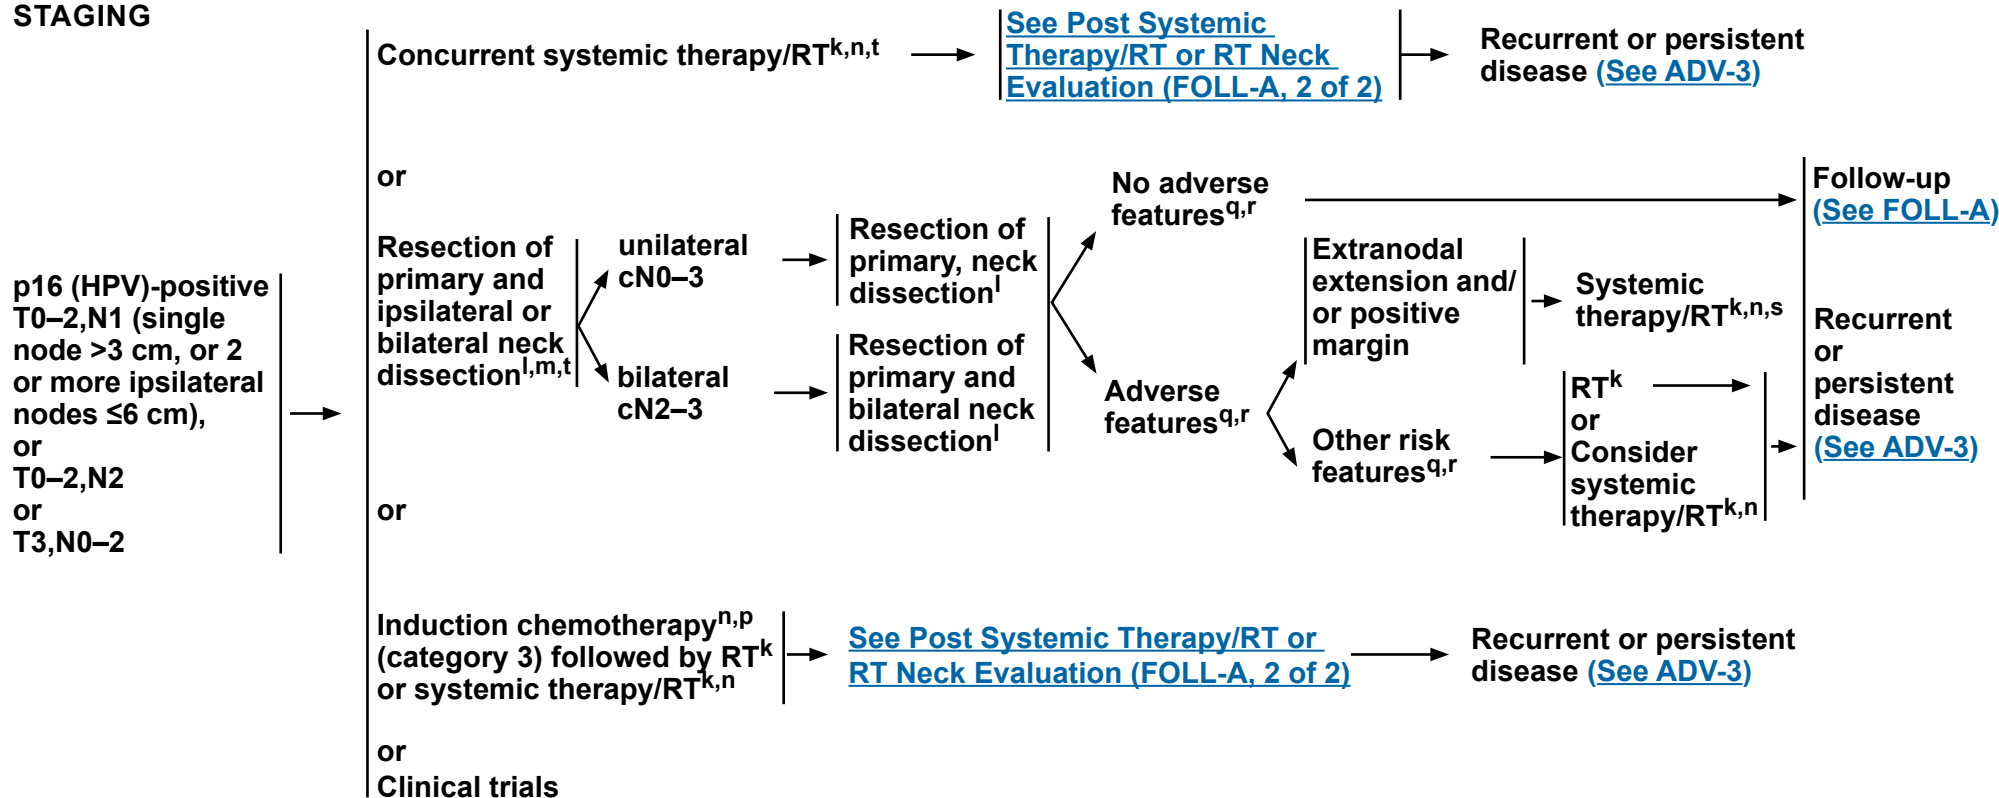 STAGING
p16 (HPV)-positive
T0–2,N1 (single
node >3 cm, or 2
or more ipsilateral
nodes ≤6 cm),
or
T0–2,N2
or
T3,N0–2
Concurrent systemic therapy/RTk,n,t
See Post Systemic
Therapy/RT or RT Neck
Evaluation (FOLL-A, 2 of 2)
Recurrent or persistent
disease (See ADV-3)
or
Resection of
primary and
ipsilateral or
bilateral neck
dissectionl,m,t
unilateral
cN0–3
bilateral
cN2–3
Resection of
primary, neck
dissectionl
Resection of
primary and
bilateral neck
dissectionl
No adverse
featuresq,r
Adverse
featuresq,r
Extranodal
extension and/
or positive
margin
Other risk
featuresq,r
Systemic
therapy/RTk,n,s
RTk
or
Consider
systemic
therapy/RTk,n
Follow-up
(See FOLL-A)
Recurrent
or
persistent
disease
(See ADV-3)
or
Induction chemotherapyn,p
(category 3) followed by RTk
or systemic therapy/RTk,n
See Post Systemic Therapy/RT or
RT Neck Evaluation (FOLL-A, 2 of 2)
Recurrent or persistent
disease (See ADV-3)
or
Clinical trials